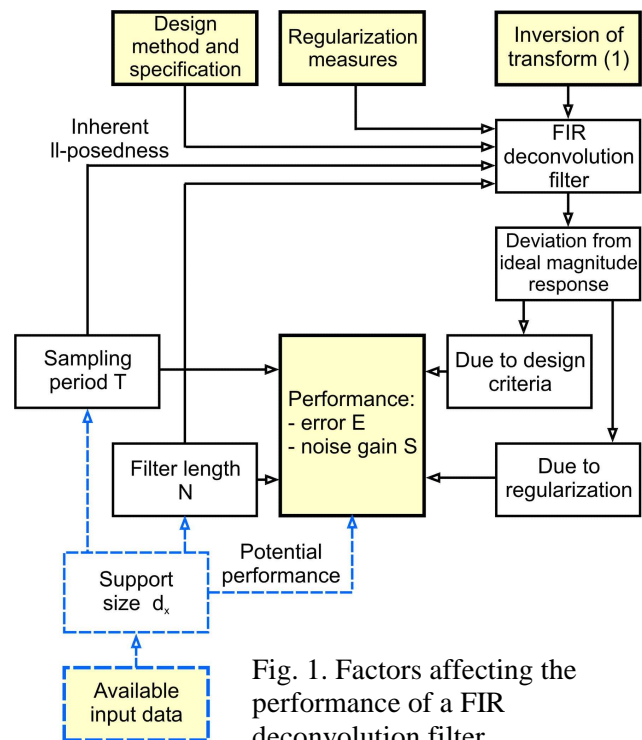 Design
method and
specification
Regularization
measures
Inversion of
transform (1)
Inherent
Il-posedness
FIR
deconvolution
filter
Deviation from
ideal magnitude
response
Sampling
period T
Performance:
- error E
- noise gain S
Due to design
criteria
Filter length
N
Due to
regularization
Potential
performance
Support
size dx
Available
input data
Fig. 1. Factors affecting the
performance of a FIR
deconvolution filter